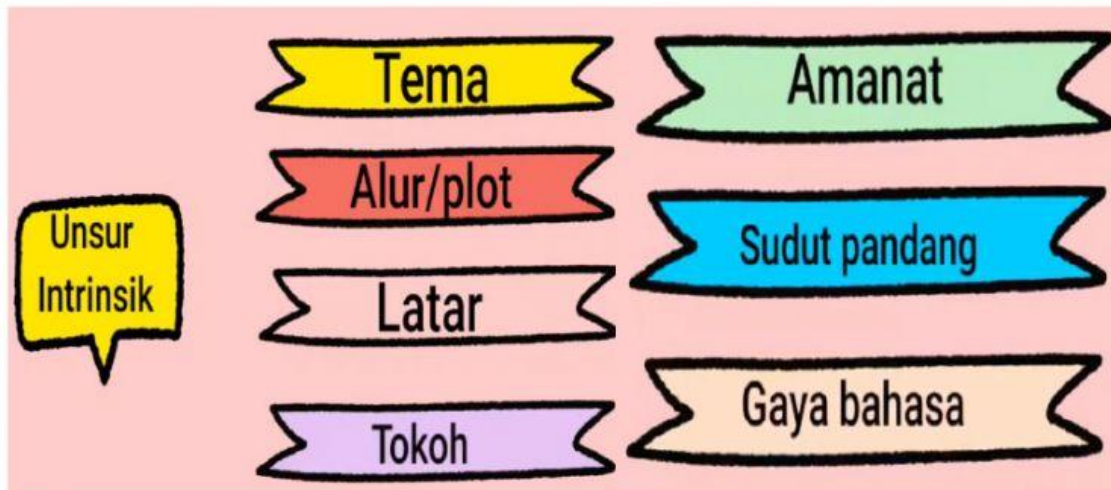 Unsur
Intrinsik
Tema
Alur/plot
Latar
Tokoh
Amanat
Sudut pandang
Gaya bahasa